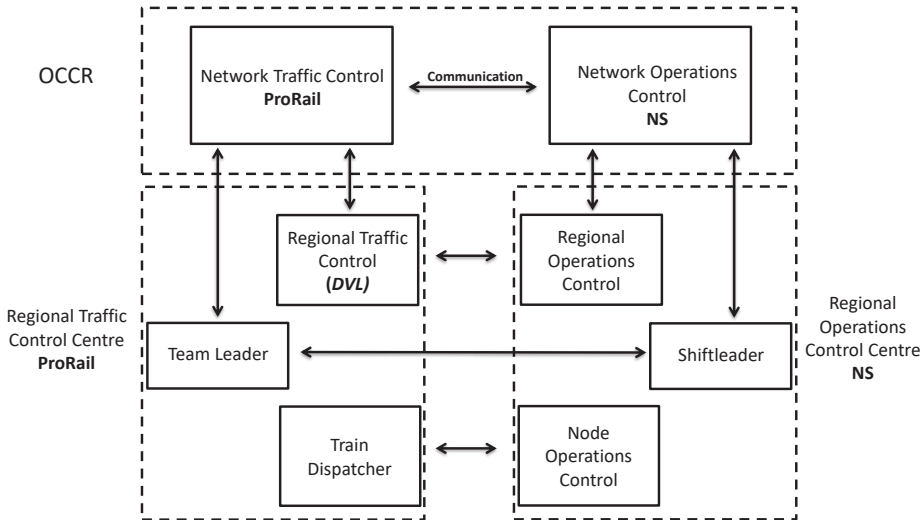 OCCR
Network Traffic Control
ProRail
Communication
Network Operations
Control
NS
Regional Traffic
Control
(DVL)
Regional
Operations
Control
Regional Traffic
Control Centre
ProRail
Team Leader
Shiftleader
Regional
Operations
Control Centre
NS
Train
Dispatcher
Node
Operations
Control